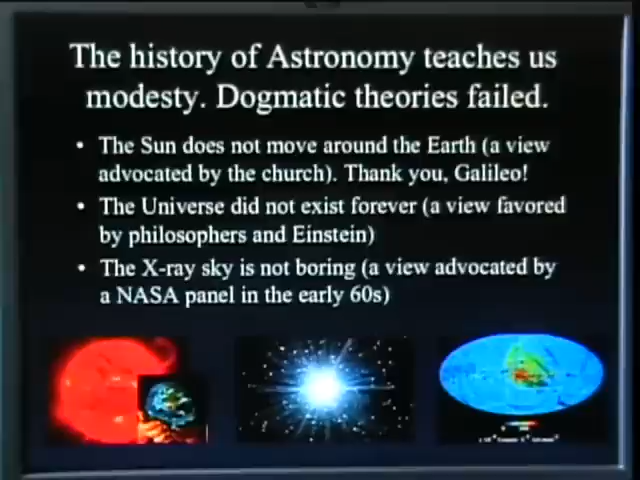 The history of Astronomy teaches us
modesty. Dogmatic theories failed.
• The Sun does not move around the Earth (a view
advocated by the church). Thank you, Galileo!
• The Universe did not exist forever (a view favored
by philosophers and Einstein)
• The X-ray sky is not boring (a view advocated by
a NASA panel in the early 60s)